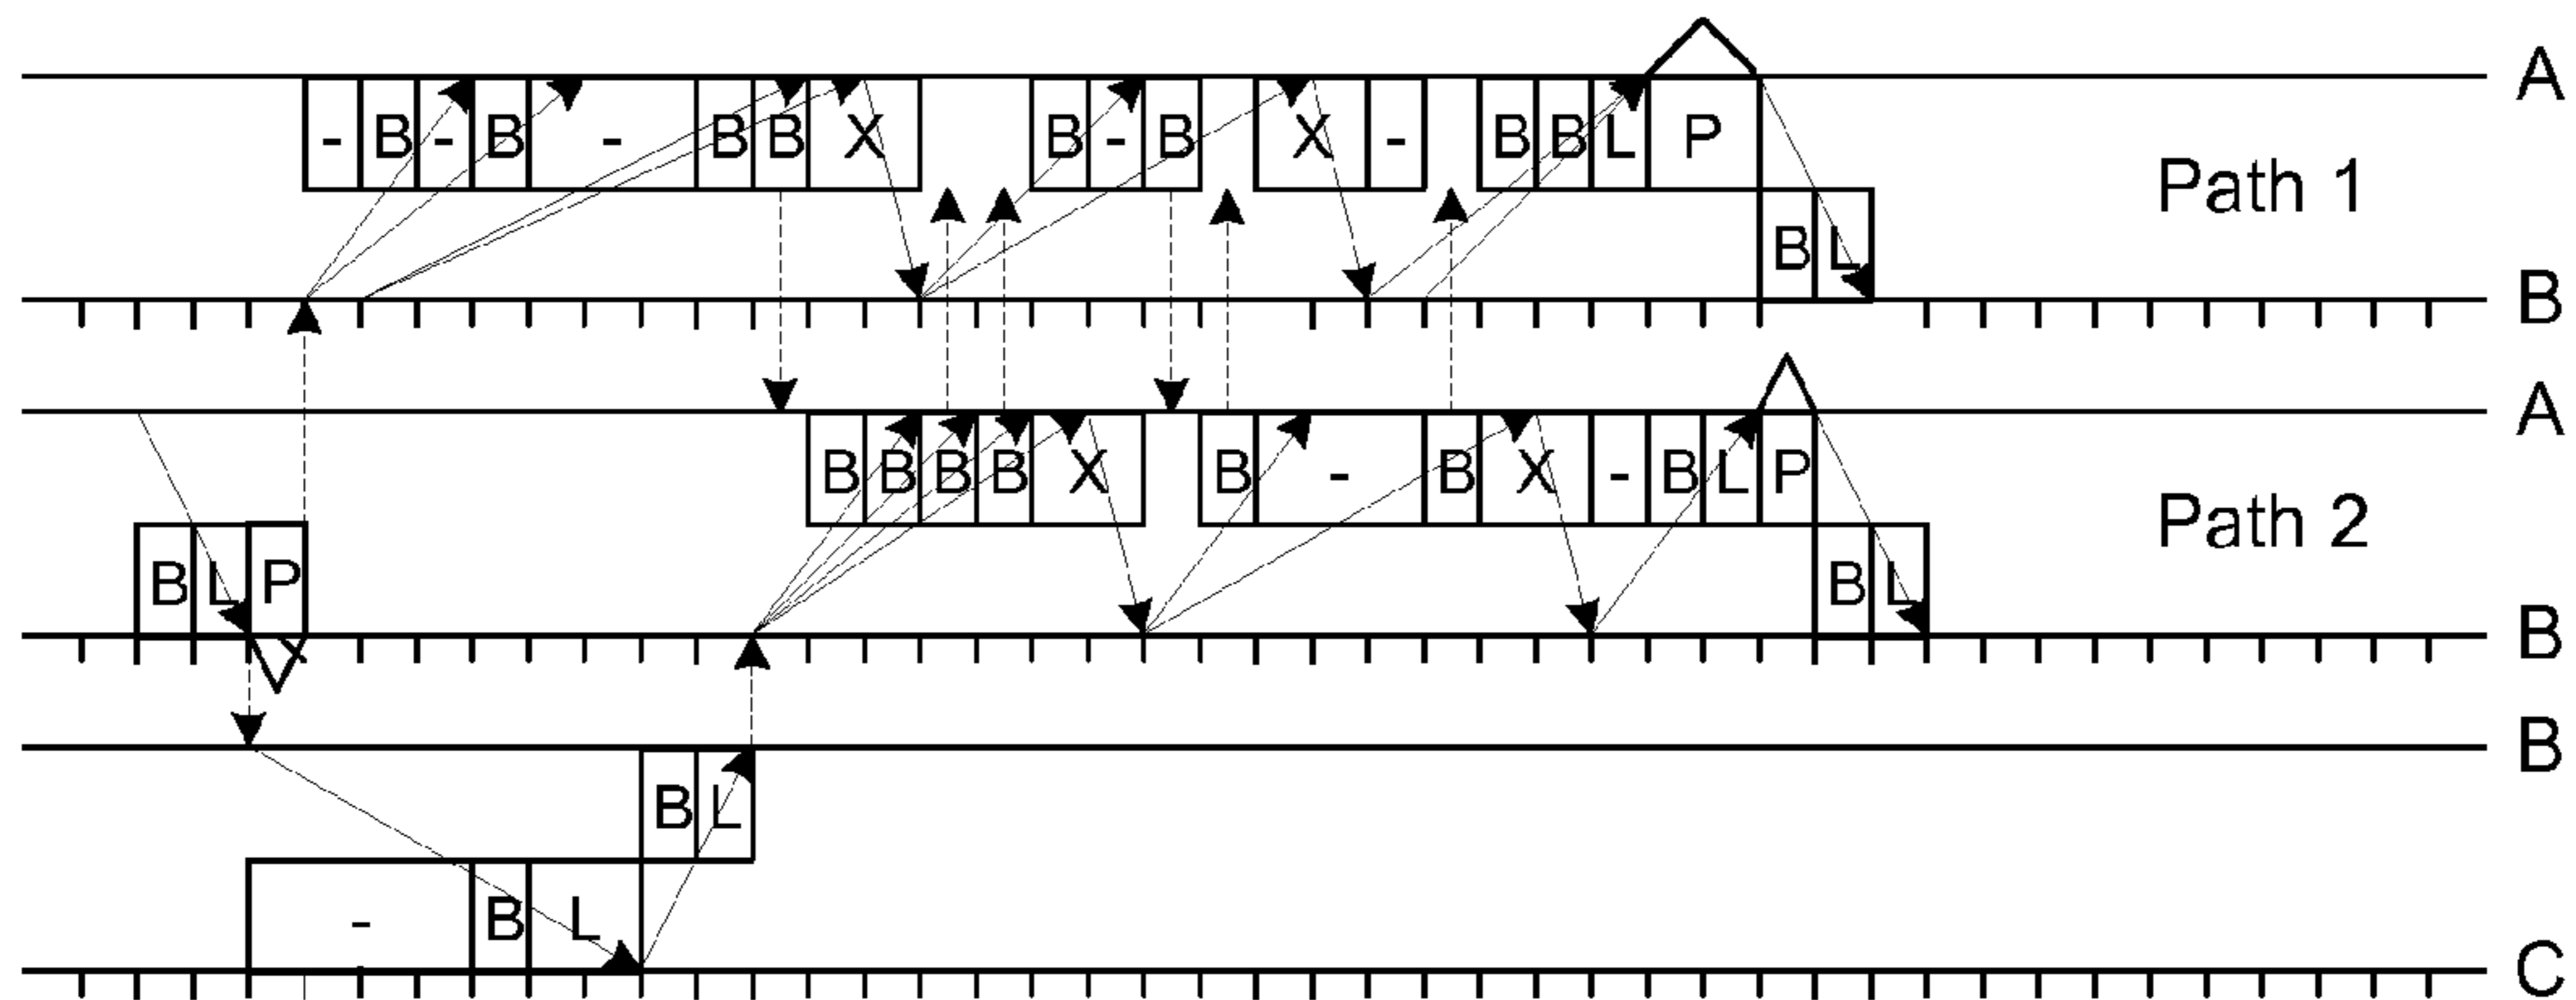 A
- B - B - B B X B - B X - B B L P
Path 1
B L
B
A
B B B B X B - B X - B L P
Path 2
B L P B L
B
B
B L
- B L
C